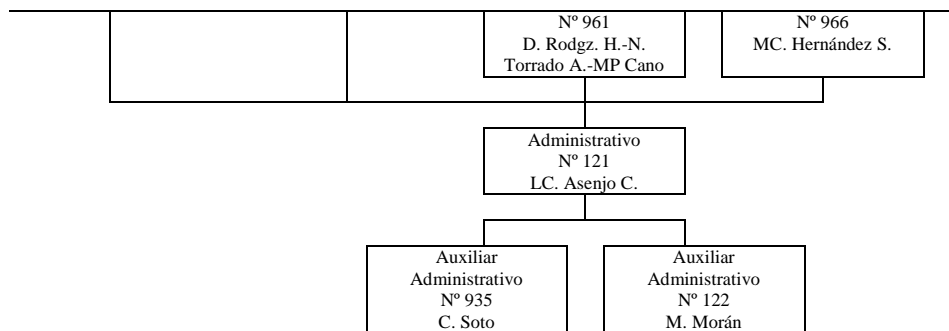 Nº 961
D. Rodgz. H.-N.
Torrado A.-MP Cano
Nº 966
MC. Hernández S.
Administrativo
Nº 121
LC. Asenjo C.
Auxiliar
Administrativo
Nº 935
C. Soto
Auxiliar
Administrativo
Nº 122
M. Morán